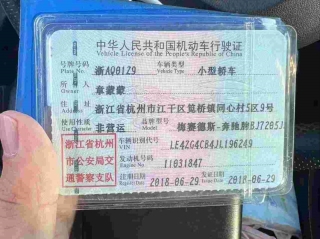 中华人民共和国机动车行驶证
Vehicle License of the People's Republic of China
号牌号码 浙AQ01Z9 车辆类型 小型轿车
Plate No. Vehicle Type
所有人 章蒙蒙
Owner
住址 浙江省杭州市江干区笕桥镇同心村5区9号
Address
使用性质 非营运 品牌型号 梅赛德斯-奔驰牌BJ7205J
Use Character Model
浙江省杭州
市公安局交
通警察支队
车辆识别代号 LE4ZG4CB4JL196249
VIN
发动机号码 11031847
Engine No.
注册日期 2018-06-29 发证日期 2018-06-29
Register Date Issue Date